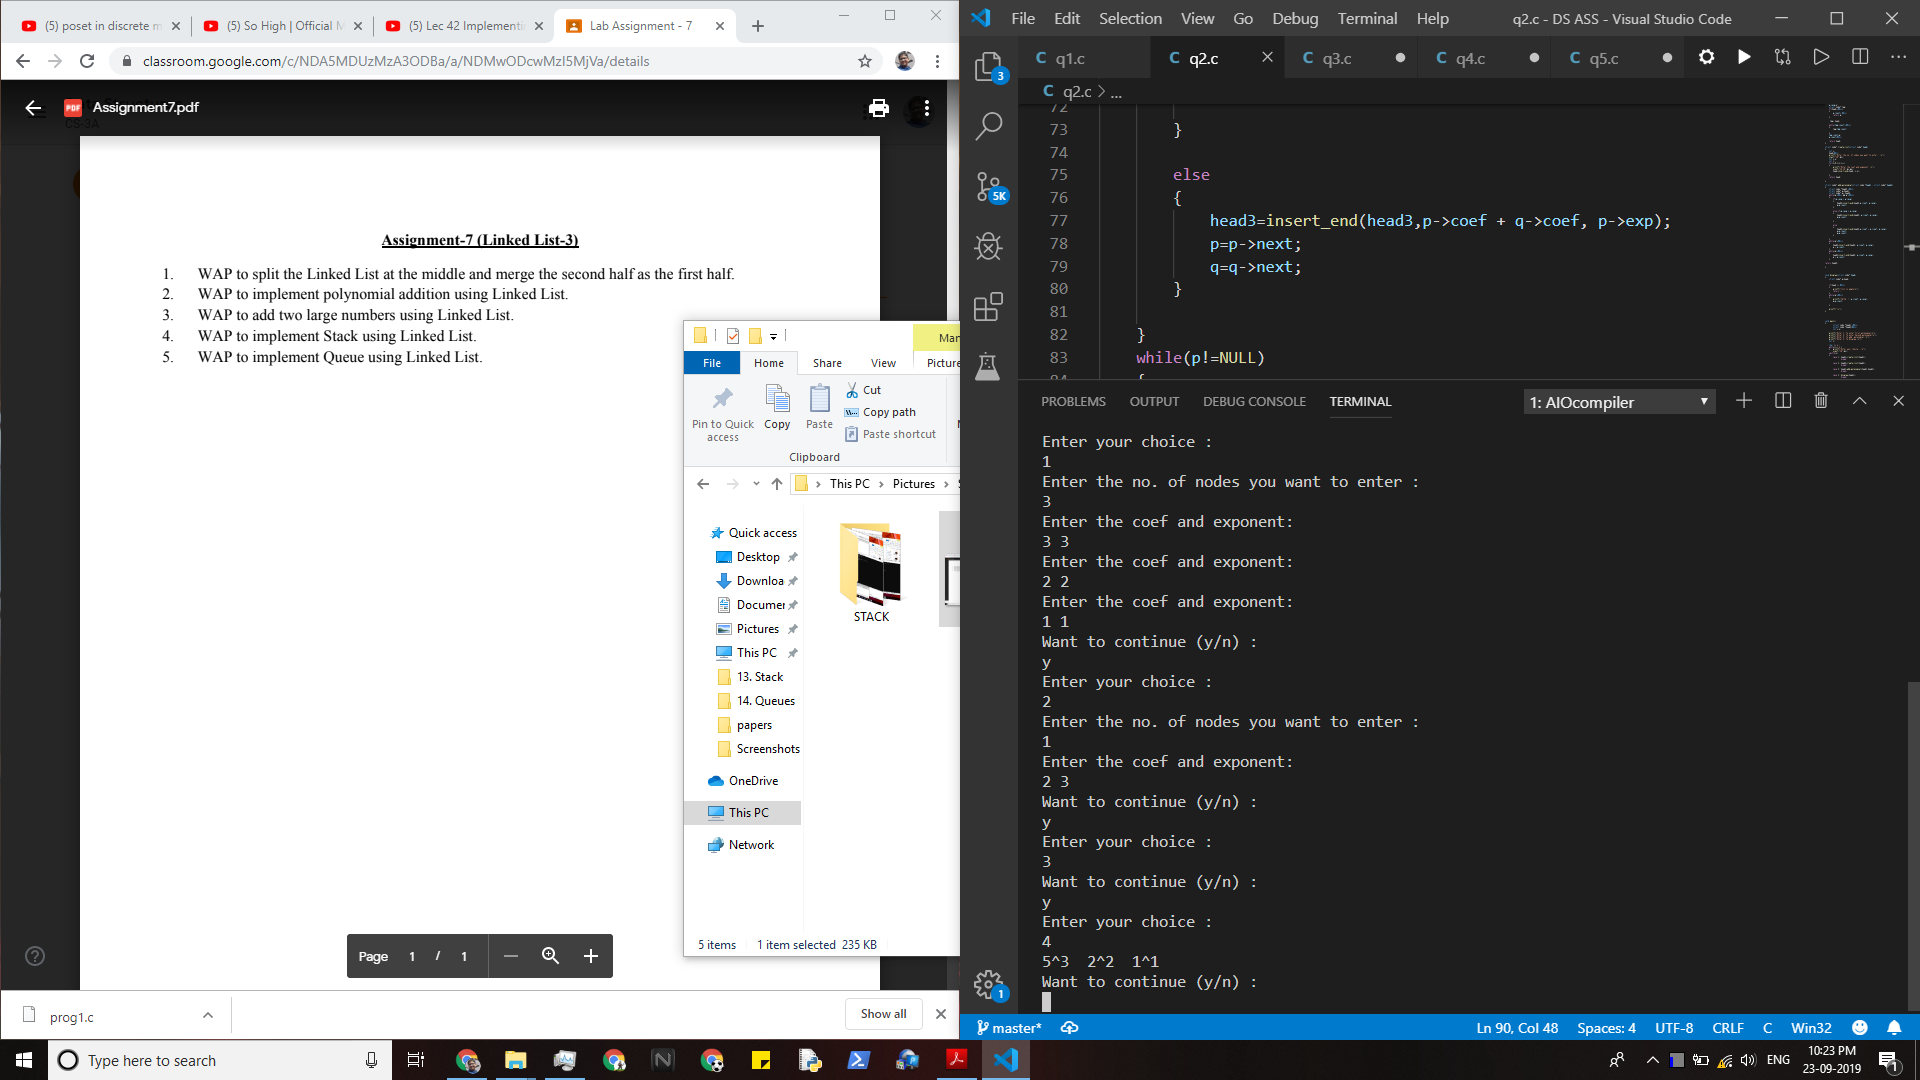 (5) poset in discrete m
(5) So High | Official M
(5) Lec 42 Implementi
Lab Assignment - 7
classroom.google.com/c/NDA5MDUzMzA3ODBa/a/NDMwODcwMzI5MjVa/details
PDF Assignment7.pdf
CS-3A
Assignment-7 (Linked List-3)
1. WAP to split the Linked List at the middle and merge the second half as the first half.
2. WAP to implement polynomial addition using Linked List.
3. WAP to add two large numbers using Linked List.
4. WAP to implement Stack using Linked List.
5. WAP to implement Queue using Linked List.
Page 1 / 1
Man
File Home Share View Picture
Pin to Quick access
Copy
Paste
Cut
Copy path
Paste shortcut
Clipboard
This PC > Pictures >
Quick access
Desktop
Downloa
Documer
Pictures
This PC
13. Stack
14. Queues
papers
Screenshots
OneDrive
This PC
Network
STACK
5 items 1 item selected 235 KB
prog1.c
Show all
File Edit Selection View Go Debug Terminal Help
q2.c - DS ASS - Visual Studio Code
3
5K
1
C q1.c
C q2.c
C q3.c
C q4.c
C q5.c
C q2.c > ...
72
73 }
74
75 else
76 {
77 head3=insert_end(head3,p->coef + q->coef, p->exp);
78 p=p->next;
79 q=q->next;
80 }
81
82 }
83 while(p!=NULL)
84 {
PROBLEMS OUTPUT DEBUG CONSOLE TERMINAL
1: AIOcompiler
Enter your choice :
1
Enter the no. of nodes you want to enter :
3
Enter the coef and exponent:
3 3
Enter the coef and exponent:
2 2
Enter the coef and exponent:
1 1
Want to continue (y/n) :
y
Enter your choice :
2
Enter the no. of nodes you want to enter :
1
Enter the coef and exponent:
2 3
Want to continue (y/n) :
y
Enter your choice :
3
Want to continue (y/n) :
y
Enter your choice :
4
5^3 2^2 1^1
Want to continue (y/n) :
master*
Ln 90, Col 48 Spaces: 4 UTF-8 CRLF C Win32
Type here to search
ENG
10:23 PM
23-09-2019
1